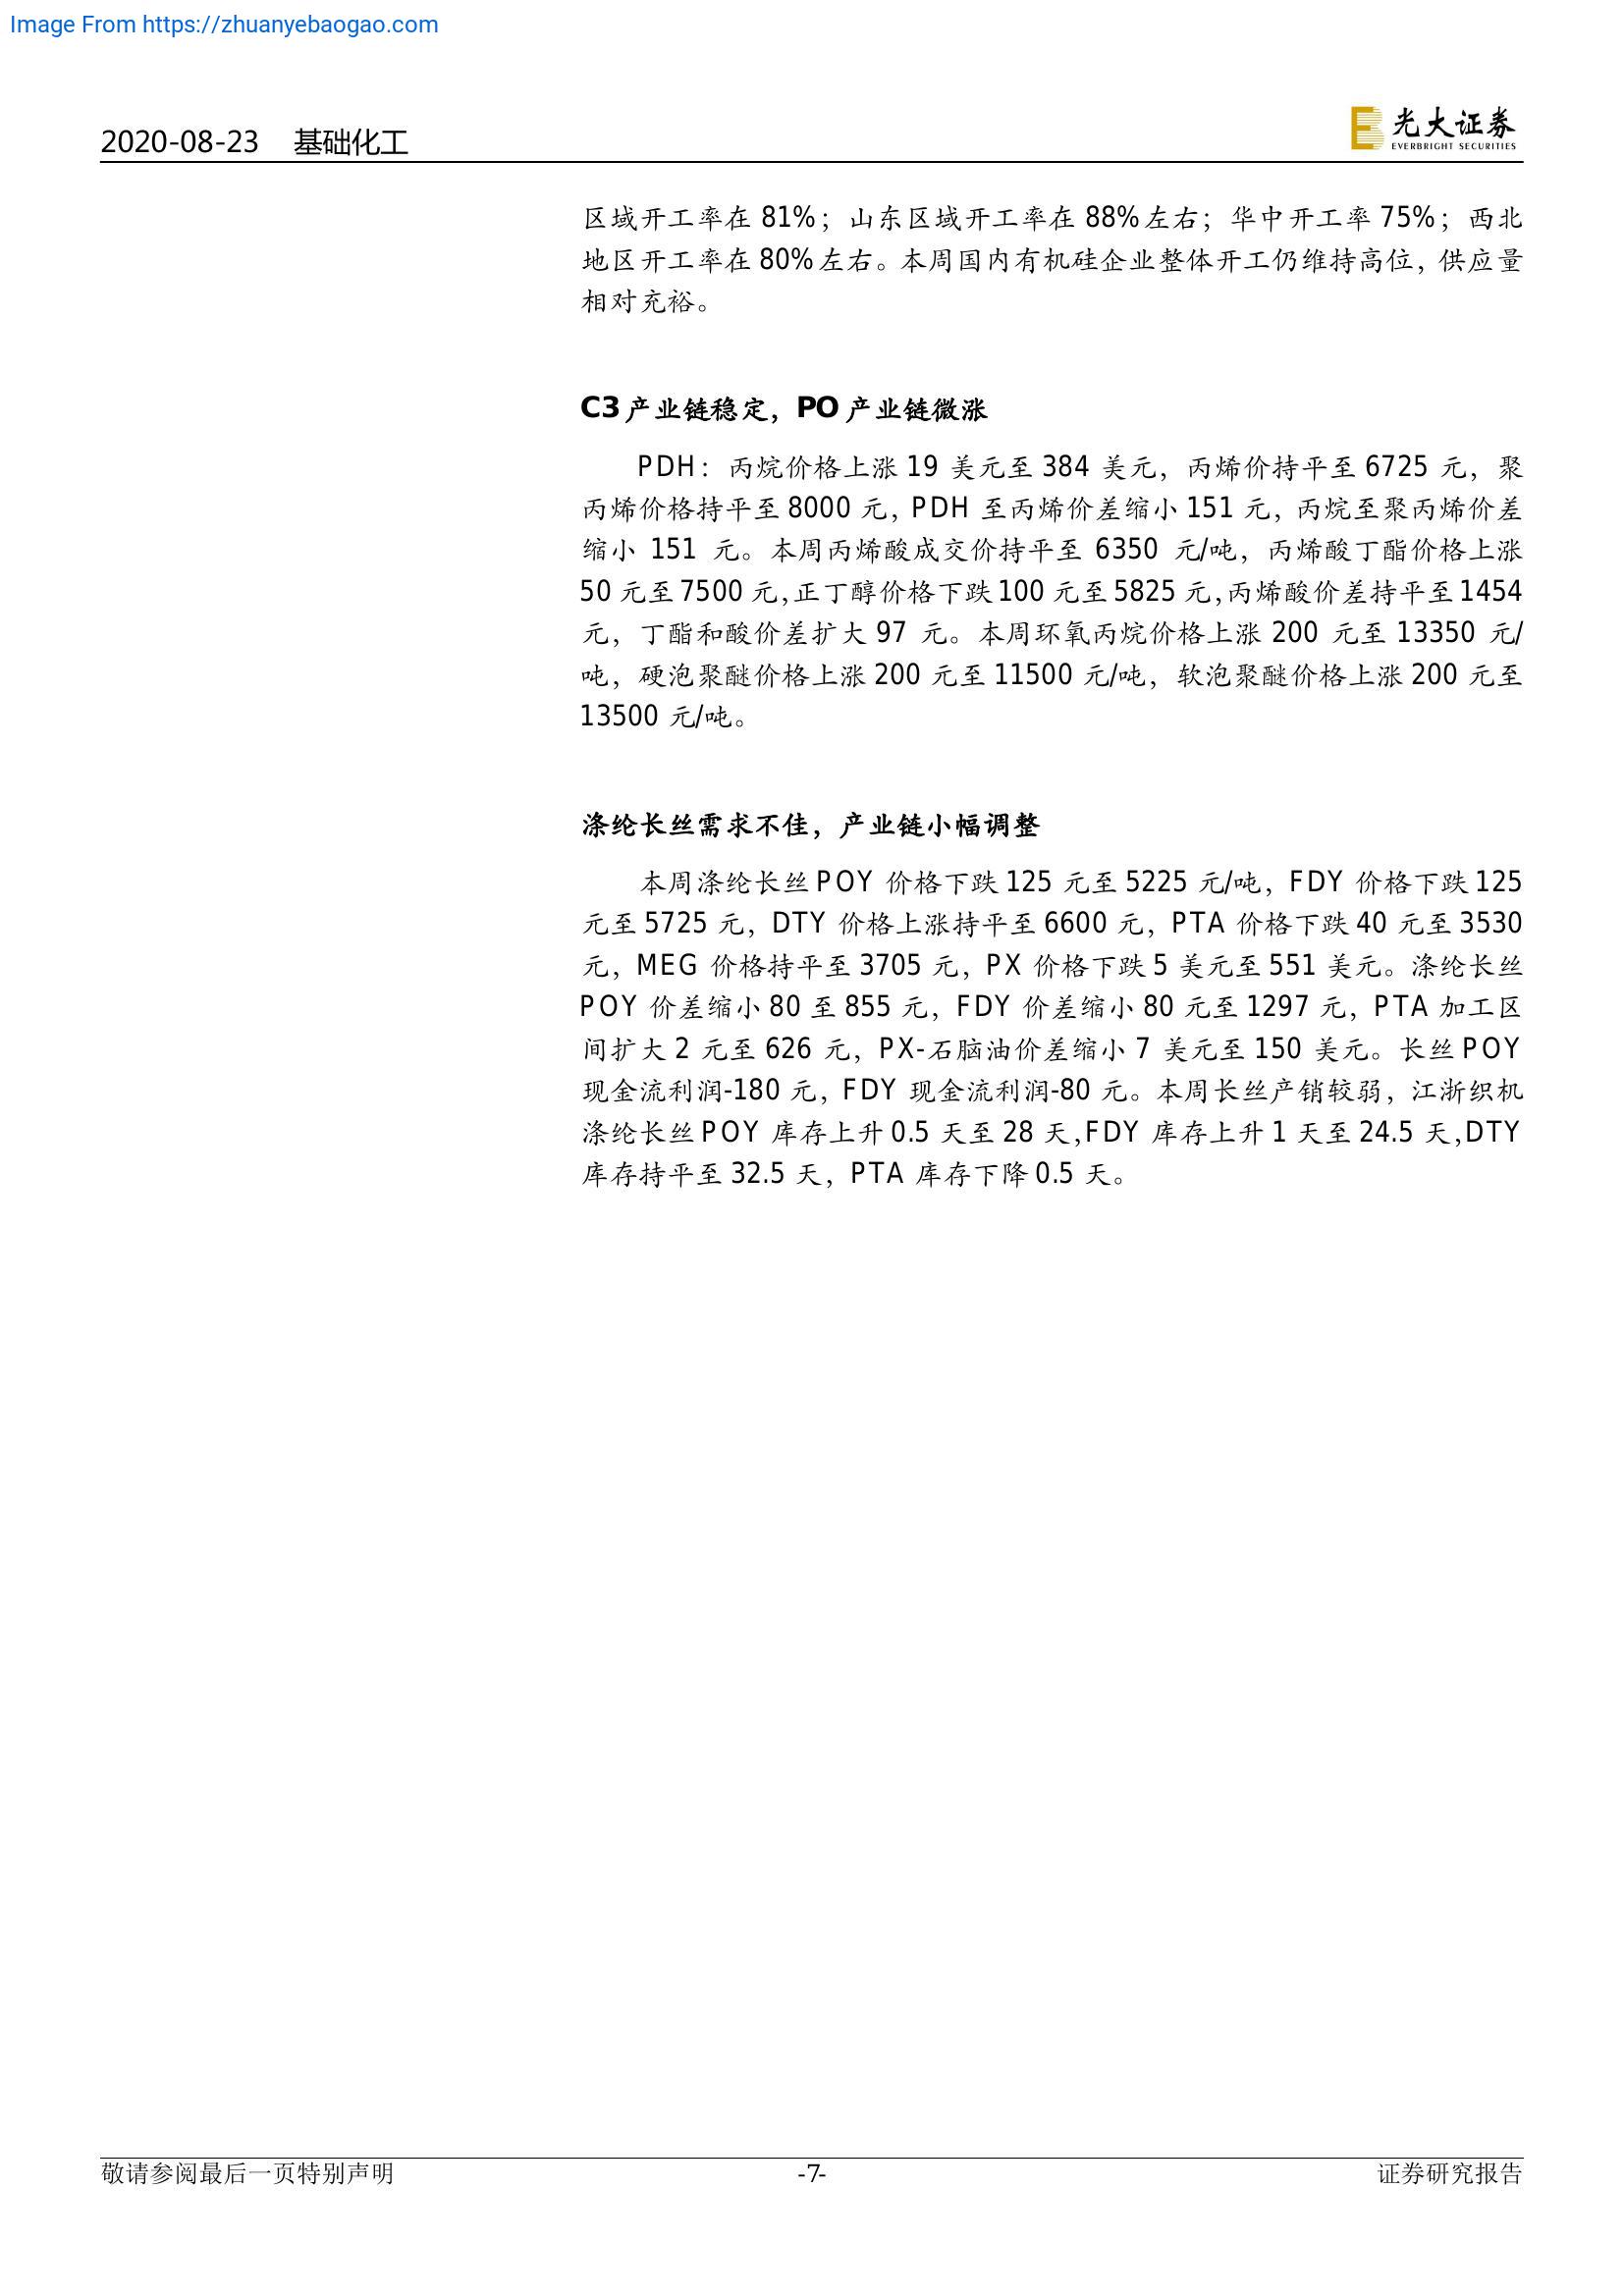 Image From https://zhuanyebaogao.com
2020-08-23 基础化工
光大证券
EVERBRIGHT SECURITIES
区域开工率在 81%；山东区域开工率在 88%左右；华中开工率 75%；西北
地区开工率在 80%左右。本周国内有机硅企业整体开工仍维持高位，供应量
相对充裕。
C3 产业链稳定，PO 产业链微涨
PDH：丙烷价格上涨 19 美元至 384 美元，丙烯价持平至 6725 元，聚
丙烯价格持平至 8000 元，PDH 至丙烯价差缩小 151 元，丙烷至聚丙烯价差
缩小 151 元。本周丙烯酸成交价持平至 6350 元/吨，丙烯酸丁酯价格上涨
50 元至 7500 元，正丁醇价格下跌 100 元至 5825 元，丙烯酸价差持平至 1454
元，丁酯和酸价差扩大 97 元。本周环氧丙烷价格上涨 200 元至 13350 元/
吨，硬泡聚醚价格上涨 200 元至 11500 元/吨，软泡聚醚价格上涨 200 元至
13500 元/吨。
涤纶长丝需求不佳，产业链小幅调整
本周涤纶长丝 POY 价格下跌 125 元至 5225 元/吨，FDY 价格下跌 125
元至 5725 元，DTY 价格上涨持平至 6600 元，PTA 价格下跌 40 元至 3530
元，MEG 价格持平至 3705 元，PX 价格下跌 5 美元至 551 美元。涤纶长丝
POY 价差缩小 80 至 855 元，FDY 价差缩小 80 元至 1297 元，PTA 加工区
间扩大 2 元至 626 元，PX-石脑油价差缩小 7 美元至 150 美元。长丝 POY
现金流利润-180 元，FDY 现金流利润-80 元。本周长丝产销较弱，江浙织机
涤纶长丝 POY 库存上升 0.5 天至 28 天，FDY 库存上升 1 天至 24.5 天，DTY
库存持平至 32.5 天，PTA 库存下降 0.5 天。
敬请参阅最后一页特别声明 -7- 证券研究报告